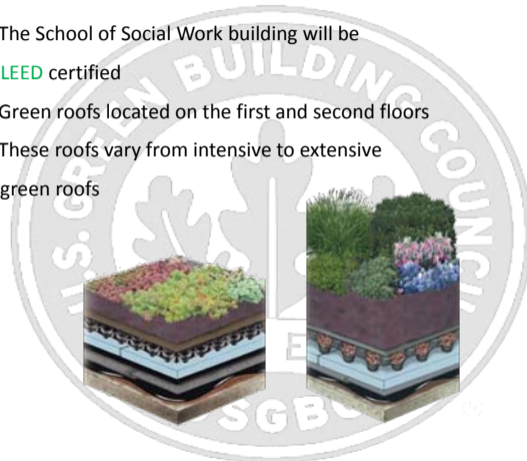 The School of Social Work building will be
LEED certified
Green roofs located on the first and second floors
These roofs vary from intensive to extensive
green roofs
U.S. GREEN BUILDING COUNCIL
USGBC